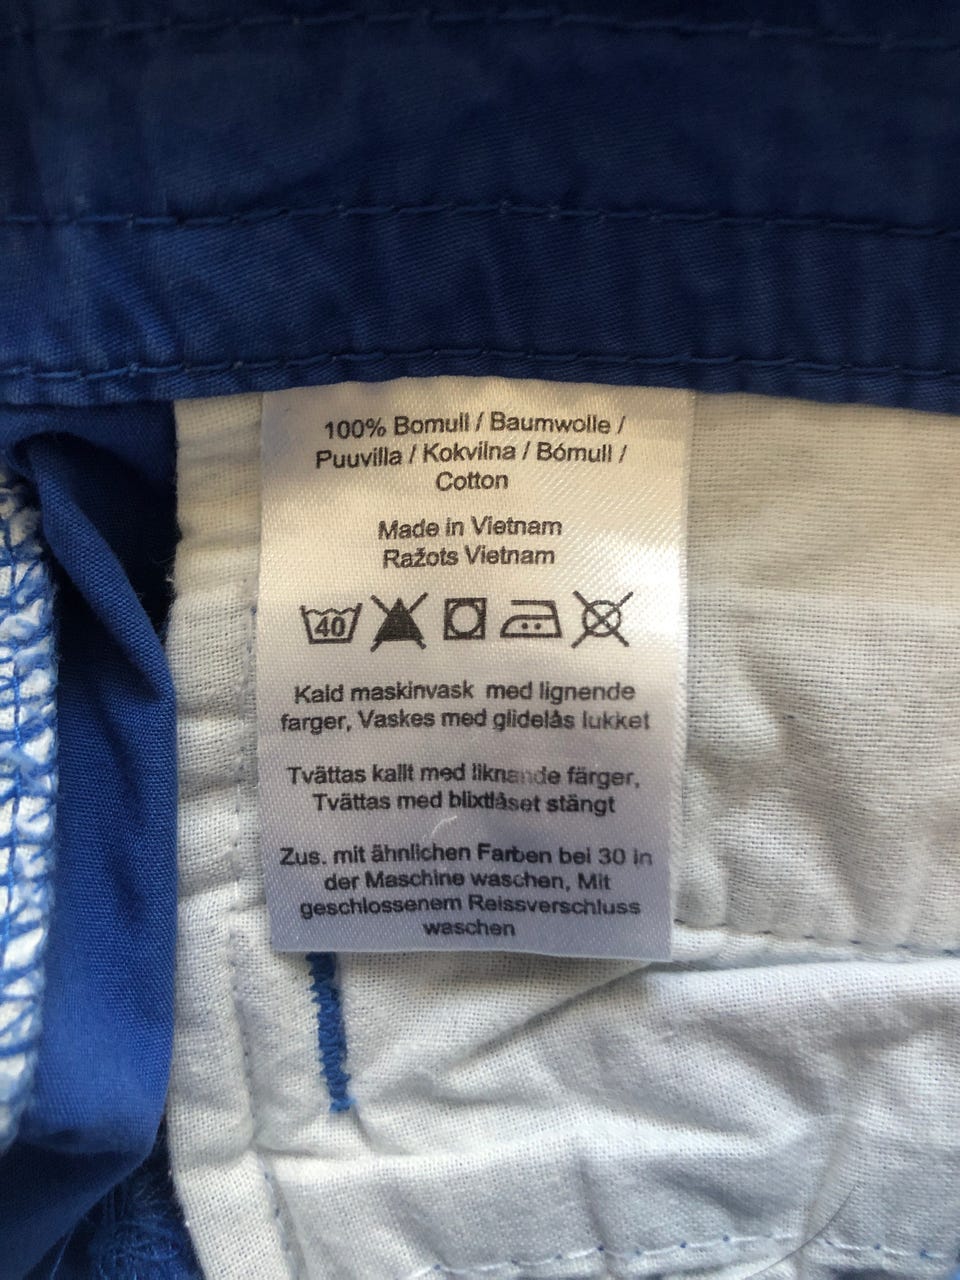 100% Bomull / Baumwolle /
Puuvilla / Kokvilna / Bómull /
Cotton
Made in Vietnam
Ražots Vietnam
40
Kald maskinvask med lignende
farger, Vaskes med glidelås lukket
Tvättas kallt med liknande färger,
Tvättas med blixtlåset stängt
Zus. mit ähnlichen Farben bei 30 in
der Maschine waschen, Mit
geschlossenem Reissverschluss
waschen